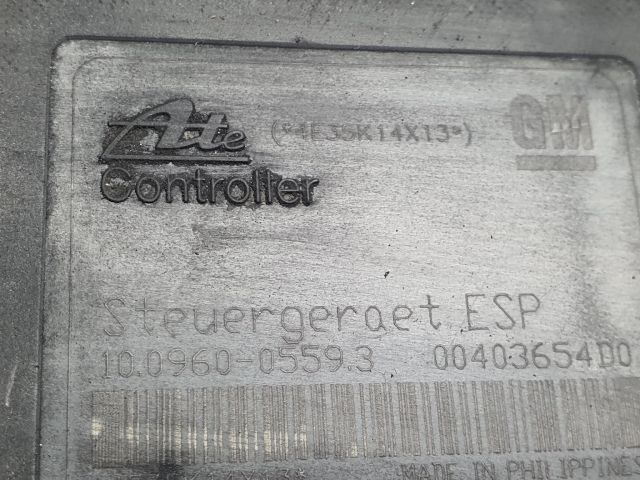 Ate (*4E35K14X13*) GM
Controller
Steuergeraet ESP
10.0960-0559.3 00403654D0
MADE IN PHILIPPINES